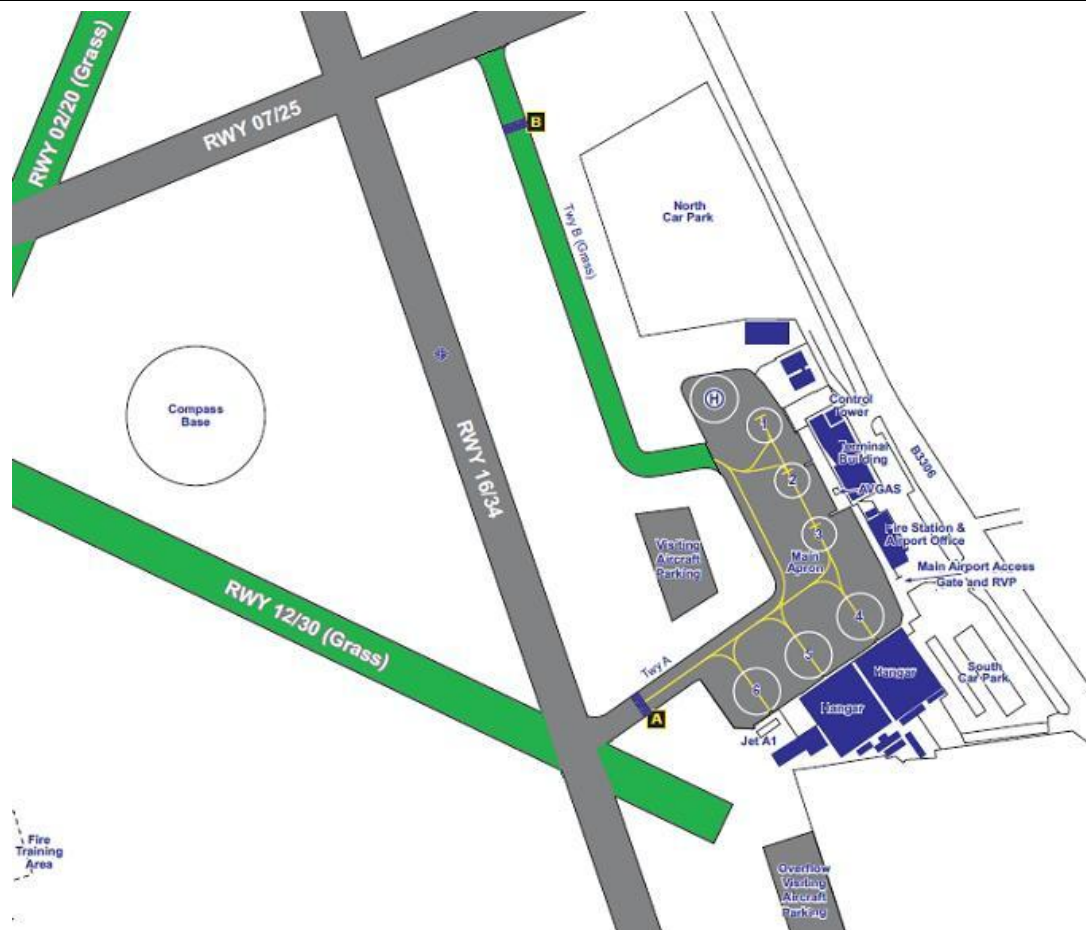 RWY 02/20 (Grass)
RWY 07/25
B
Twy B (Grass)
North
Car Park
Compass
Base
RWY 16/34
H
1
Control
Tower
Terminal
Building
B3306
2
AVGAS
3
Fire Station &
Airport Office
Visiting
Aircraft
Parking
Main
Apron
Main Airport Access
Gate and RVP
RWY 12/30 (Grass)
4
Twy A
5
6
Hangar
South
Car Park
Hangar
A
Jet A1
Fire
Training
Area
Overflow
Visiting
Aircraft
Parking